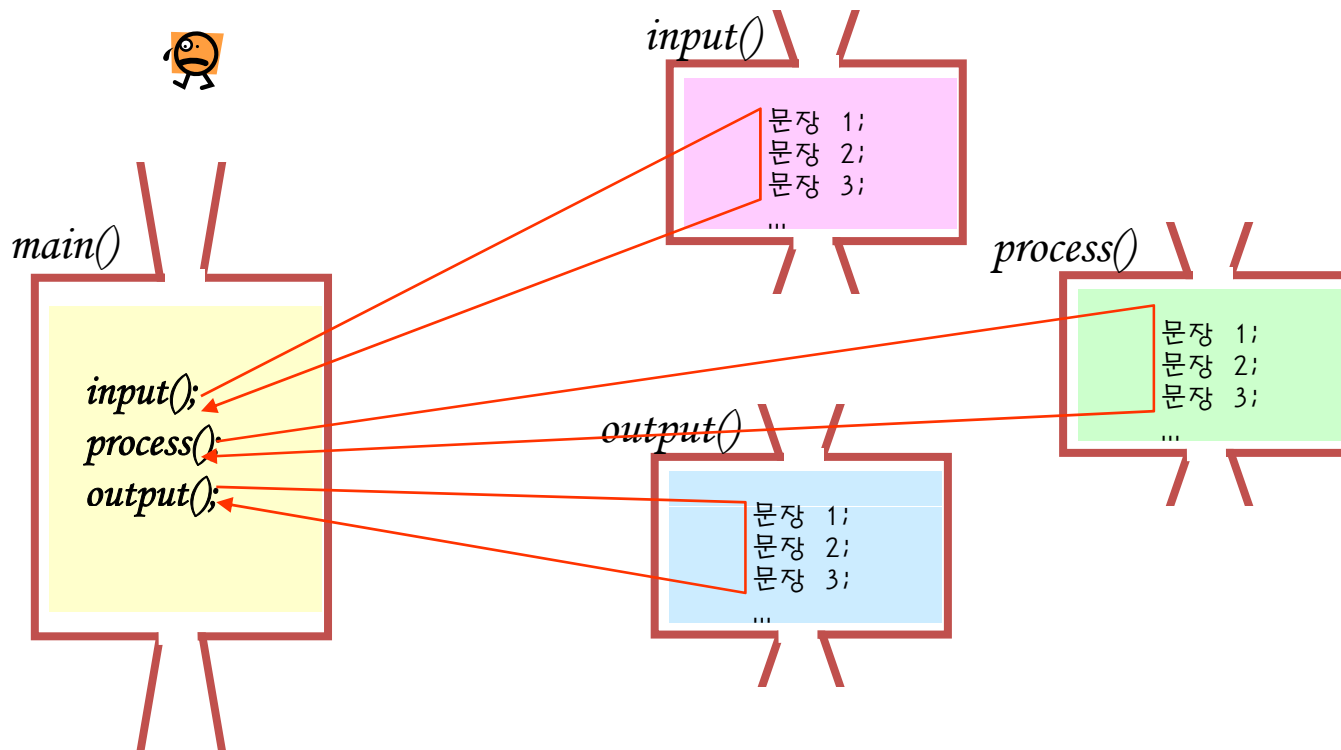 main()
input();
process();
output();
input()
문장 1;
문장 2;
문장 3;
...
process()
문장 1;
문장 2;
문장 3;
...
output()
문장 1;
문장 2;
문장 3;
...